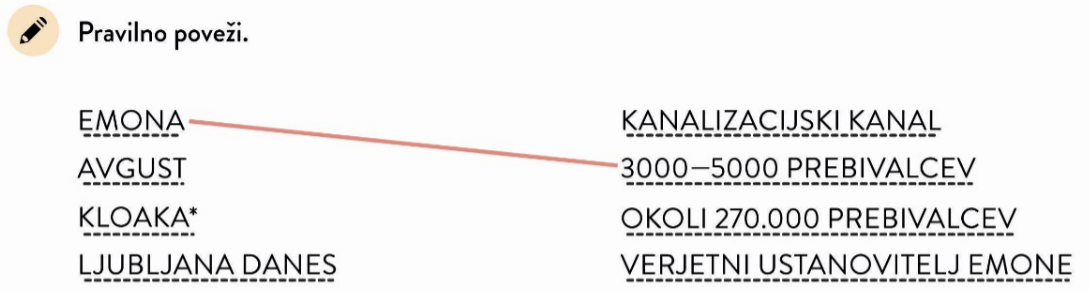 Pravilno poveži.
EMONA KANALIZACIJSKI KANAL
AVGUST 3000–5000 PREBIVALCEV
KLOAKA* OKOLI 270.000 PREBIVALCEV
LJUBLJANA DANES VERJETNI USTANOVITELJ EMONE